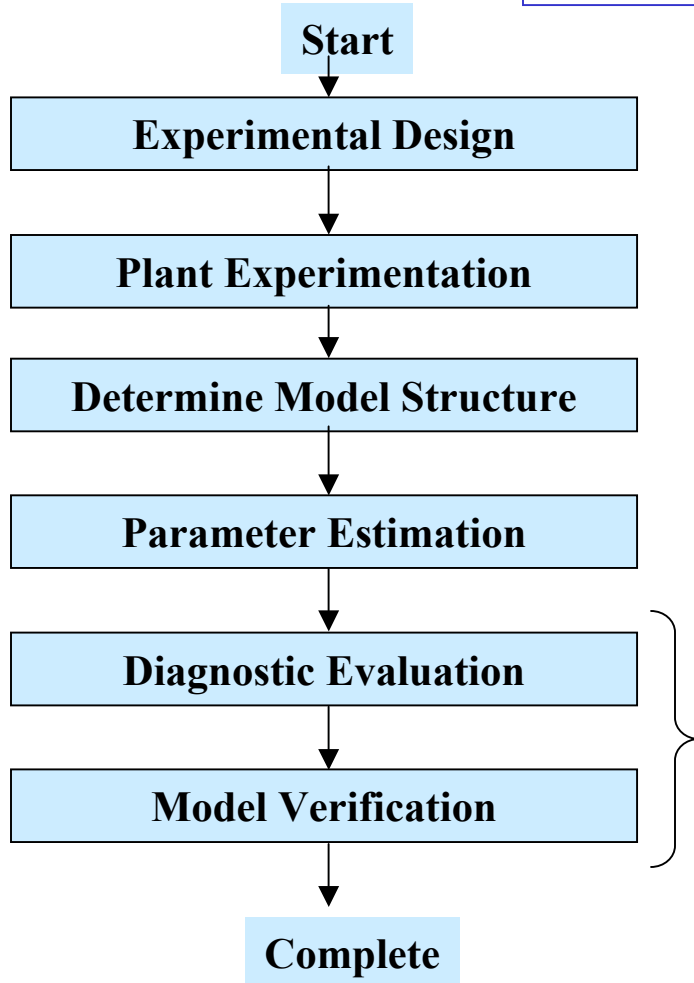 Start
Experimental Design
Plant Experimentation
Determine Model Structure
Parameter Estimation
Diagnostic Evaluation
Model Verification
Complete